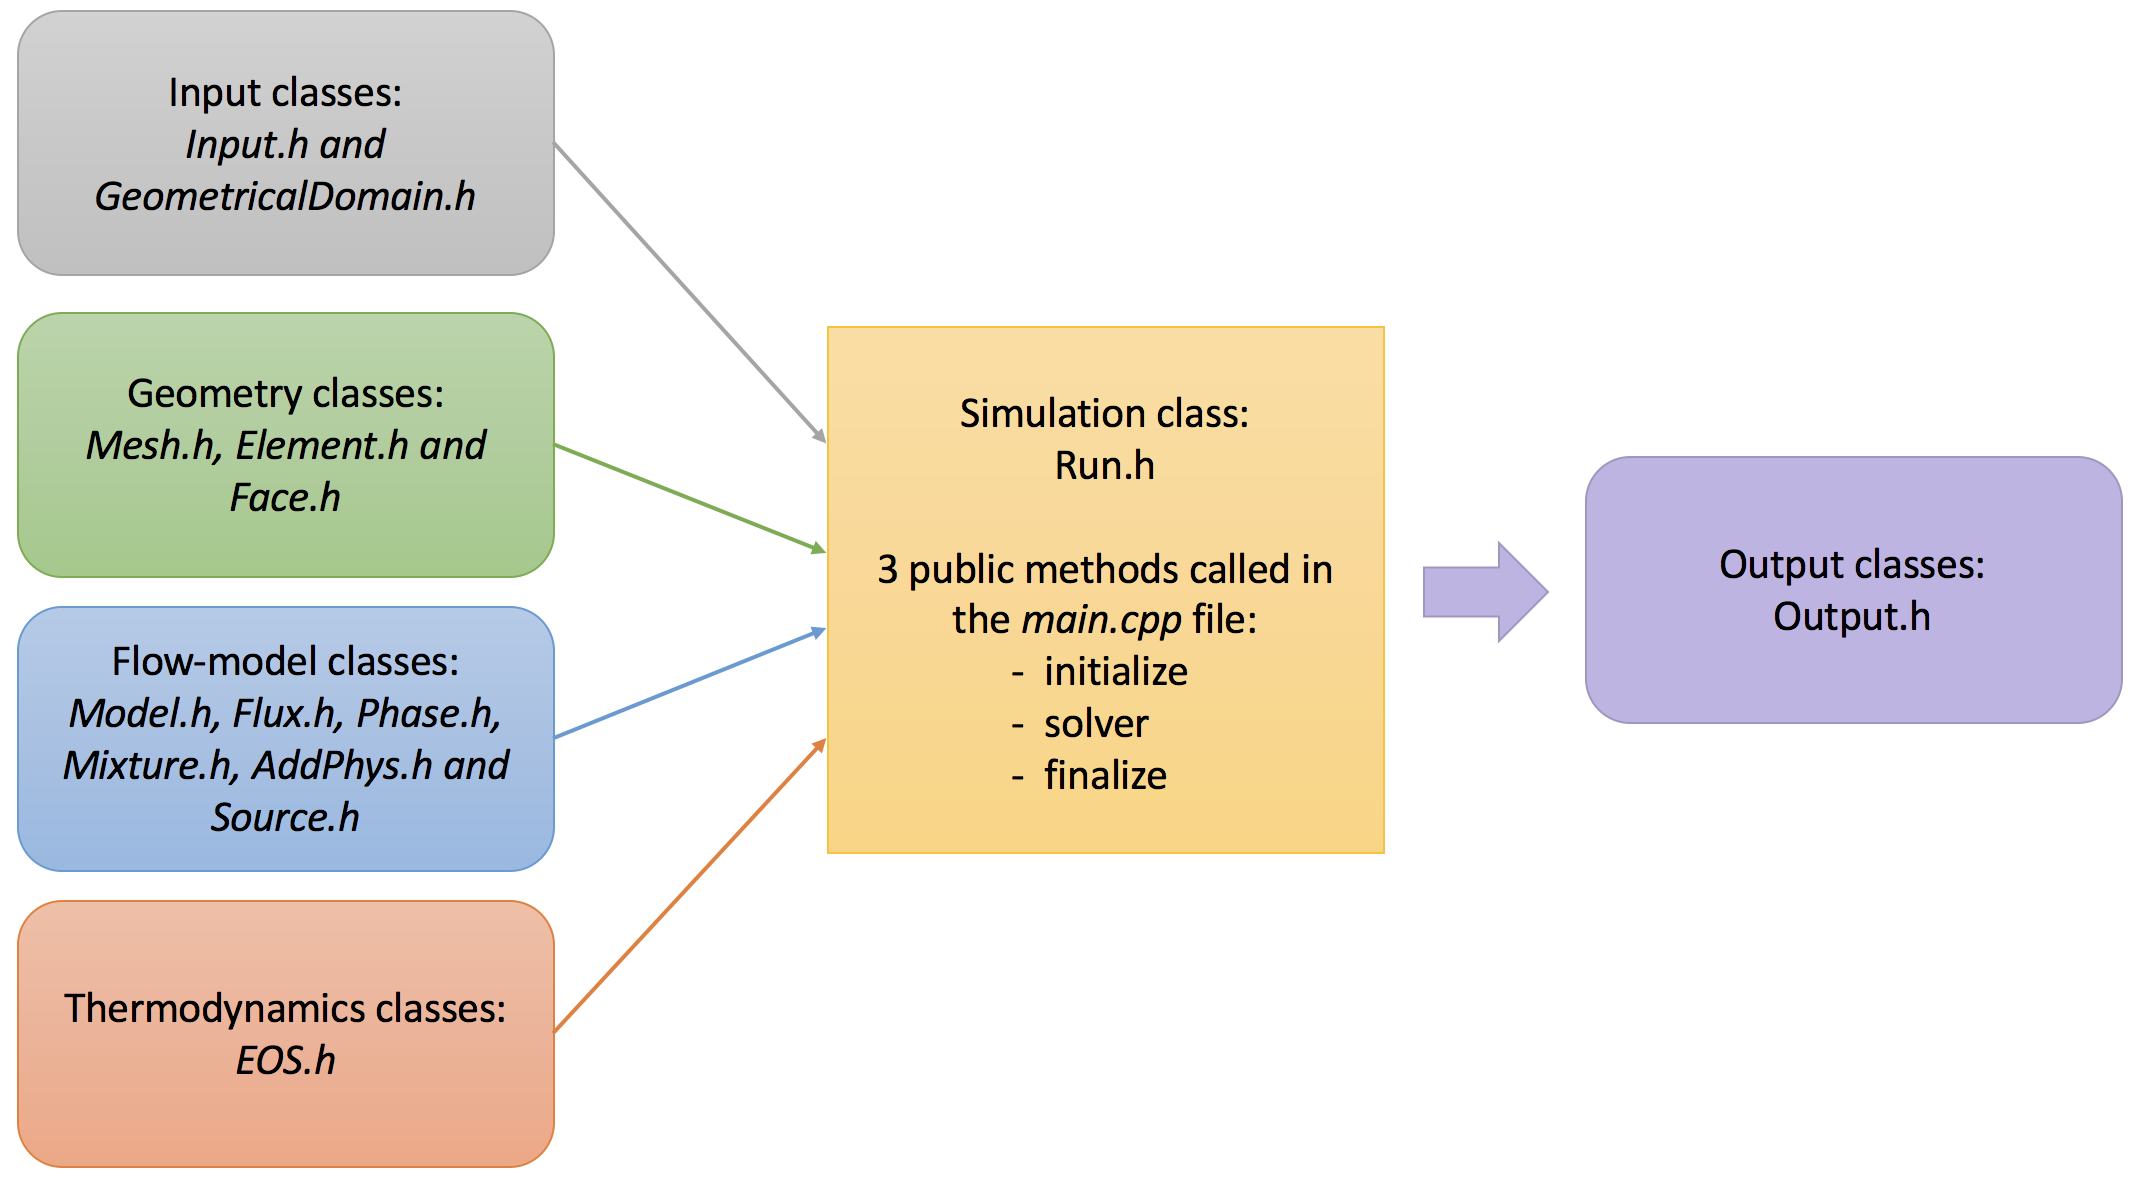 Input classes:
Input.h and
GeometricalDomain.h
Geometry classes:
Mesh.h, Element.h and
Face.h
Flow-model classes:
Model.h, Flux.h, Phase.h,
Mixture.h, AddPhys.h and
Source.h
Thermodynamics classes:
EOS.h
Simulation class:
Run.h
3 public methods called in
the main.cpp file:
- initialize
- solver
- finalize
Output classes:
Output.h